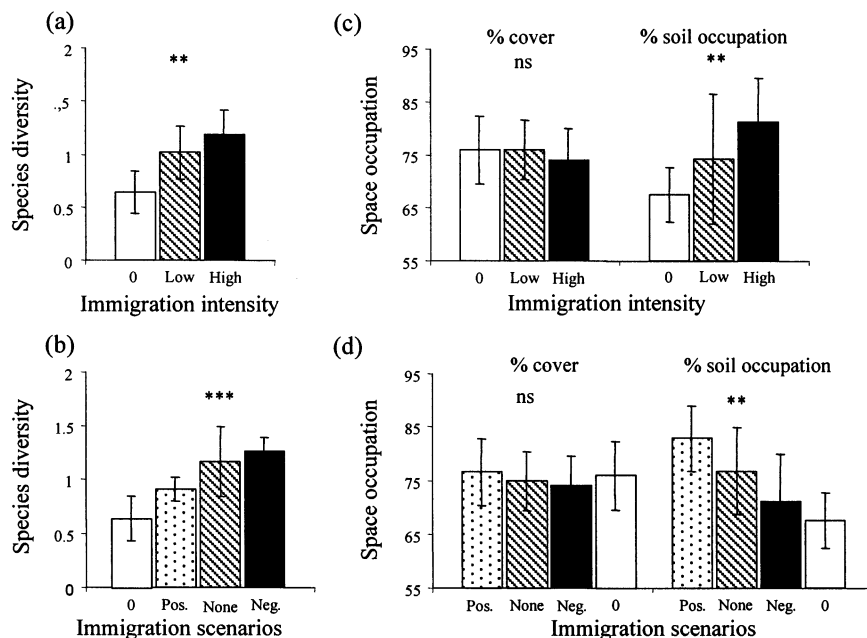 (a)
2
,,5
1
0.5
0
Species diversity
**
0 Low High
Immigration intensity
(c)
95
85
75
65
55
Space occupation
% cover % soil occupation
ns **
0 Low High 0 Low High
Immigration intensity
(b)
2
1.5
1
0.5
0
Species diversity
***
0 Pos. None Neg.
Immigration scenarios
(d)
95
85
75
65
55
Space occupation
% cover % soil occupation
ns **
Pos. None Neg. 0 Pos. None Neg. 0
Immigration scenarios